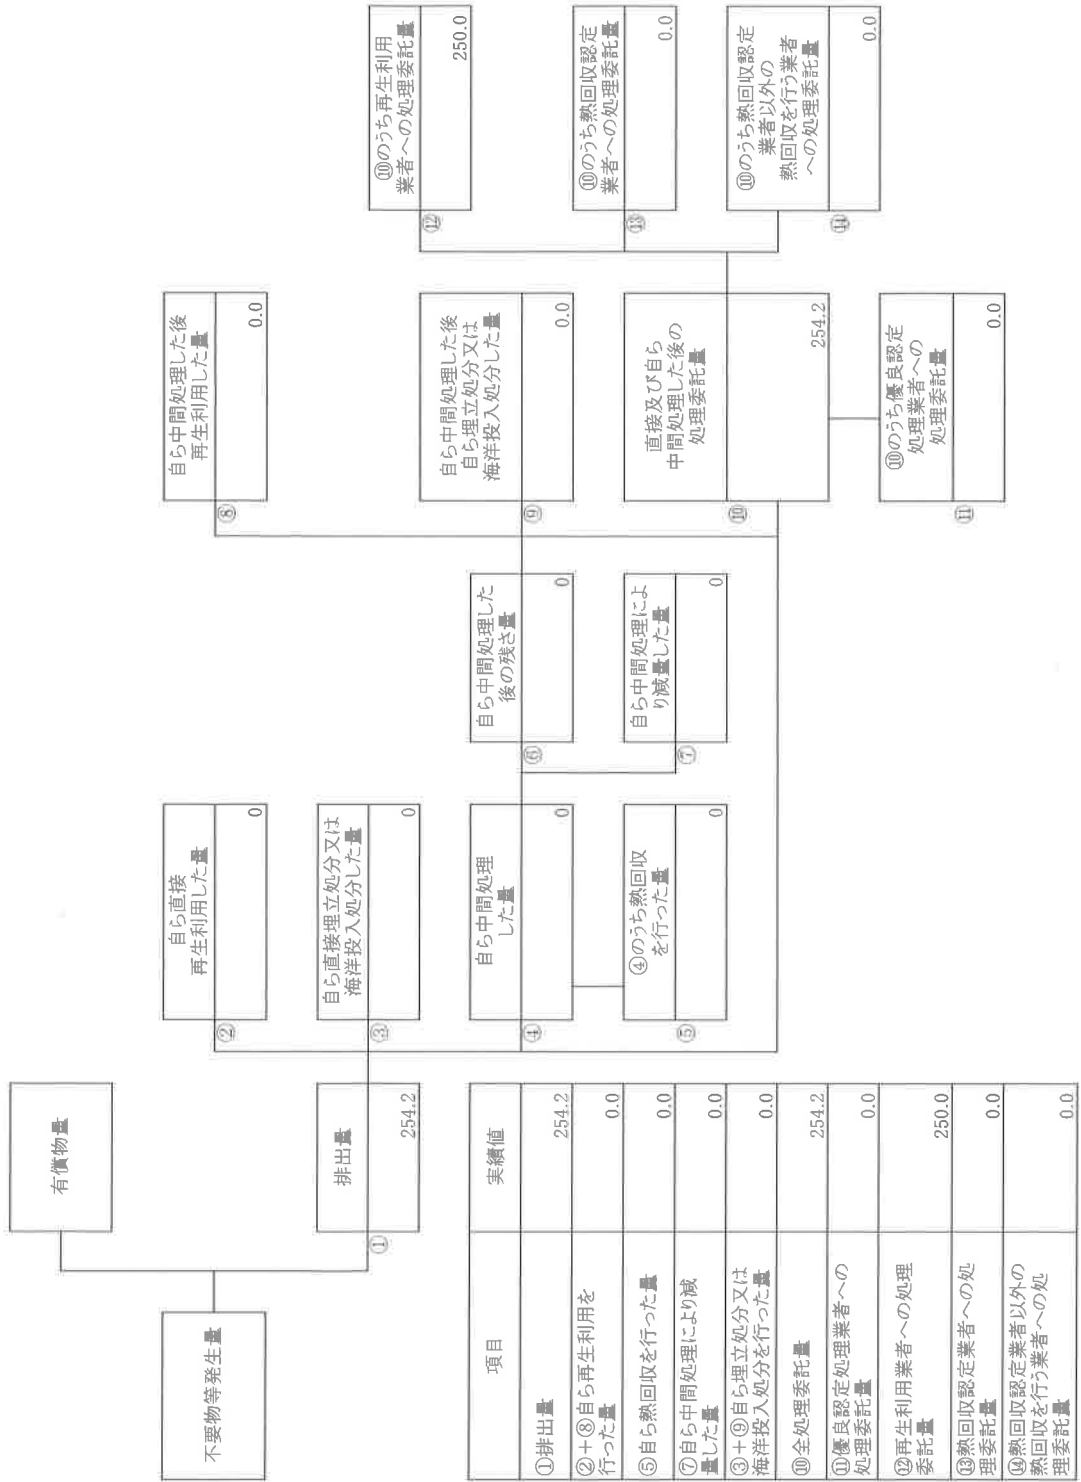 不要物等発生量
有償物量
①
排出量
254.2
②
自ら直接
再生利用した量
0
③
自ら直接埋立処分又は
海洋投入処分した量
0
④
自ら中間処理
した量
0
⑤
④のうち熱回収
を行った量
0
⑥
自ら中間処理した
後の残さ量
0
⑦
自ら中間処理によ
り減量した量
0
⑧
自ら中間処理した後
再生利用した量
0.0
⑨
自ら中間処理した後
自ら埋立処分又は
海洋投入処分した量
0.0
⑩
直接及び自ら
中間処理した後の
処理委託量
254.2
⑪
⑩のうち優良認定
処理業者への
処理委託量
0.0
⑫
⑩のうち再生利用
業者への処理委託量
250.0
⑬
⑩のうち熱回収認定
業者への処理委託量
0.0
⑭
⑩のうち熱回収認定
業者以外の
熱回収を行う業者
への処理委託量
0.0
項目 実績値
①排出量 254.2
②+⑧自ら再生利用を
行った量 0.0
⑤自ら熱回収を行った量 0.0
⑦自ら中間処理により減
量した量 0.0
③+⑨自ら埋立処分又は
海洋投入処分を行った量 0.0
⑩全処理委託量 254.2
⑪優良認定処理業者への
処理委託量 0.0
⑫再生利用業者への処理
委託量 250.0
⑬熱回収認定業者への処
理委託量 0.0
⑭熱回収認定業者以外の
熱回収を行う業者への処
理委託量 0.0